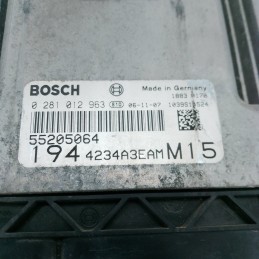 Made in Germany
BOSCH
0 281 012 963 06-11-07
55205064
194 4234A3EAM M15